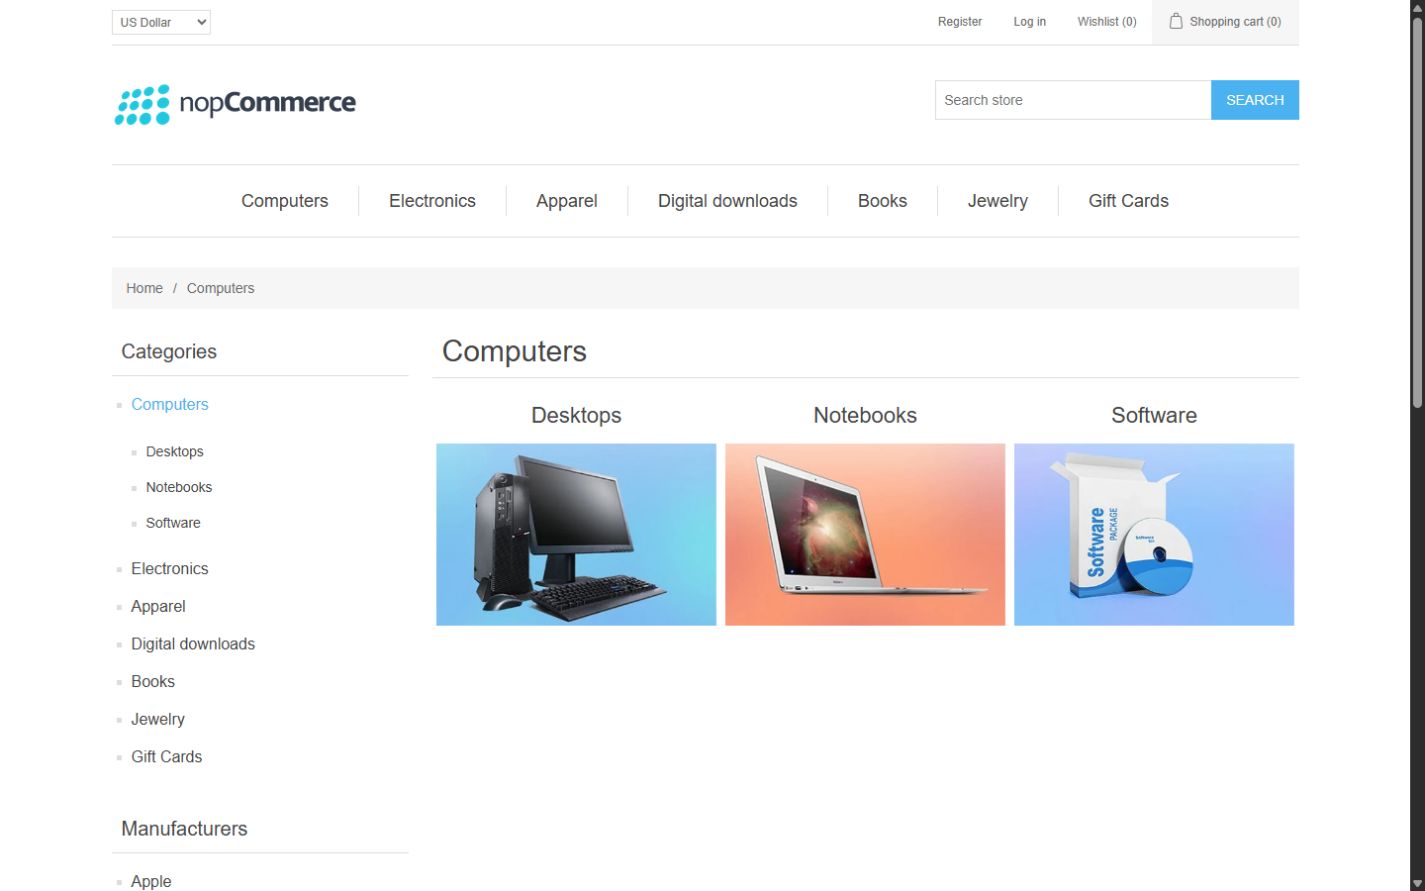 US Dollar
Register
Log in
Wishlist (0)
Shopping cart (0)
nopCommerce
Search store
SEARCH
Computers
Electronics
Apparel
Digital downloads
Books
Jewelry
Gift Cards
Home / Computers
Categories
Computers
Desktops
Notebooks
Software
Electronics
Apparel
Digital downloads
Books
Jewelry
Gift Cards
Manufacturers
Apple
Computers
Desktops
Notebooks
Software
Software
PACKAGE
Software